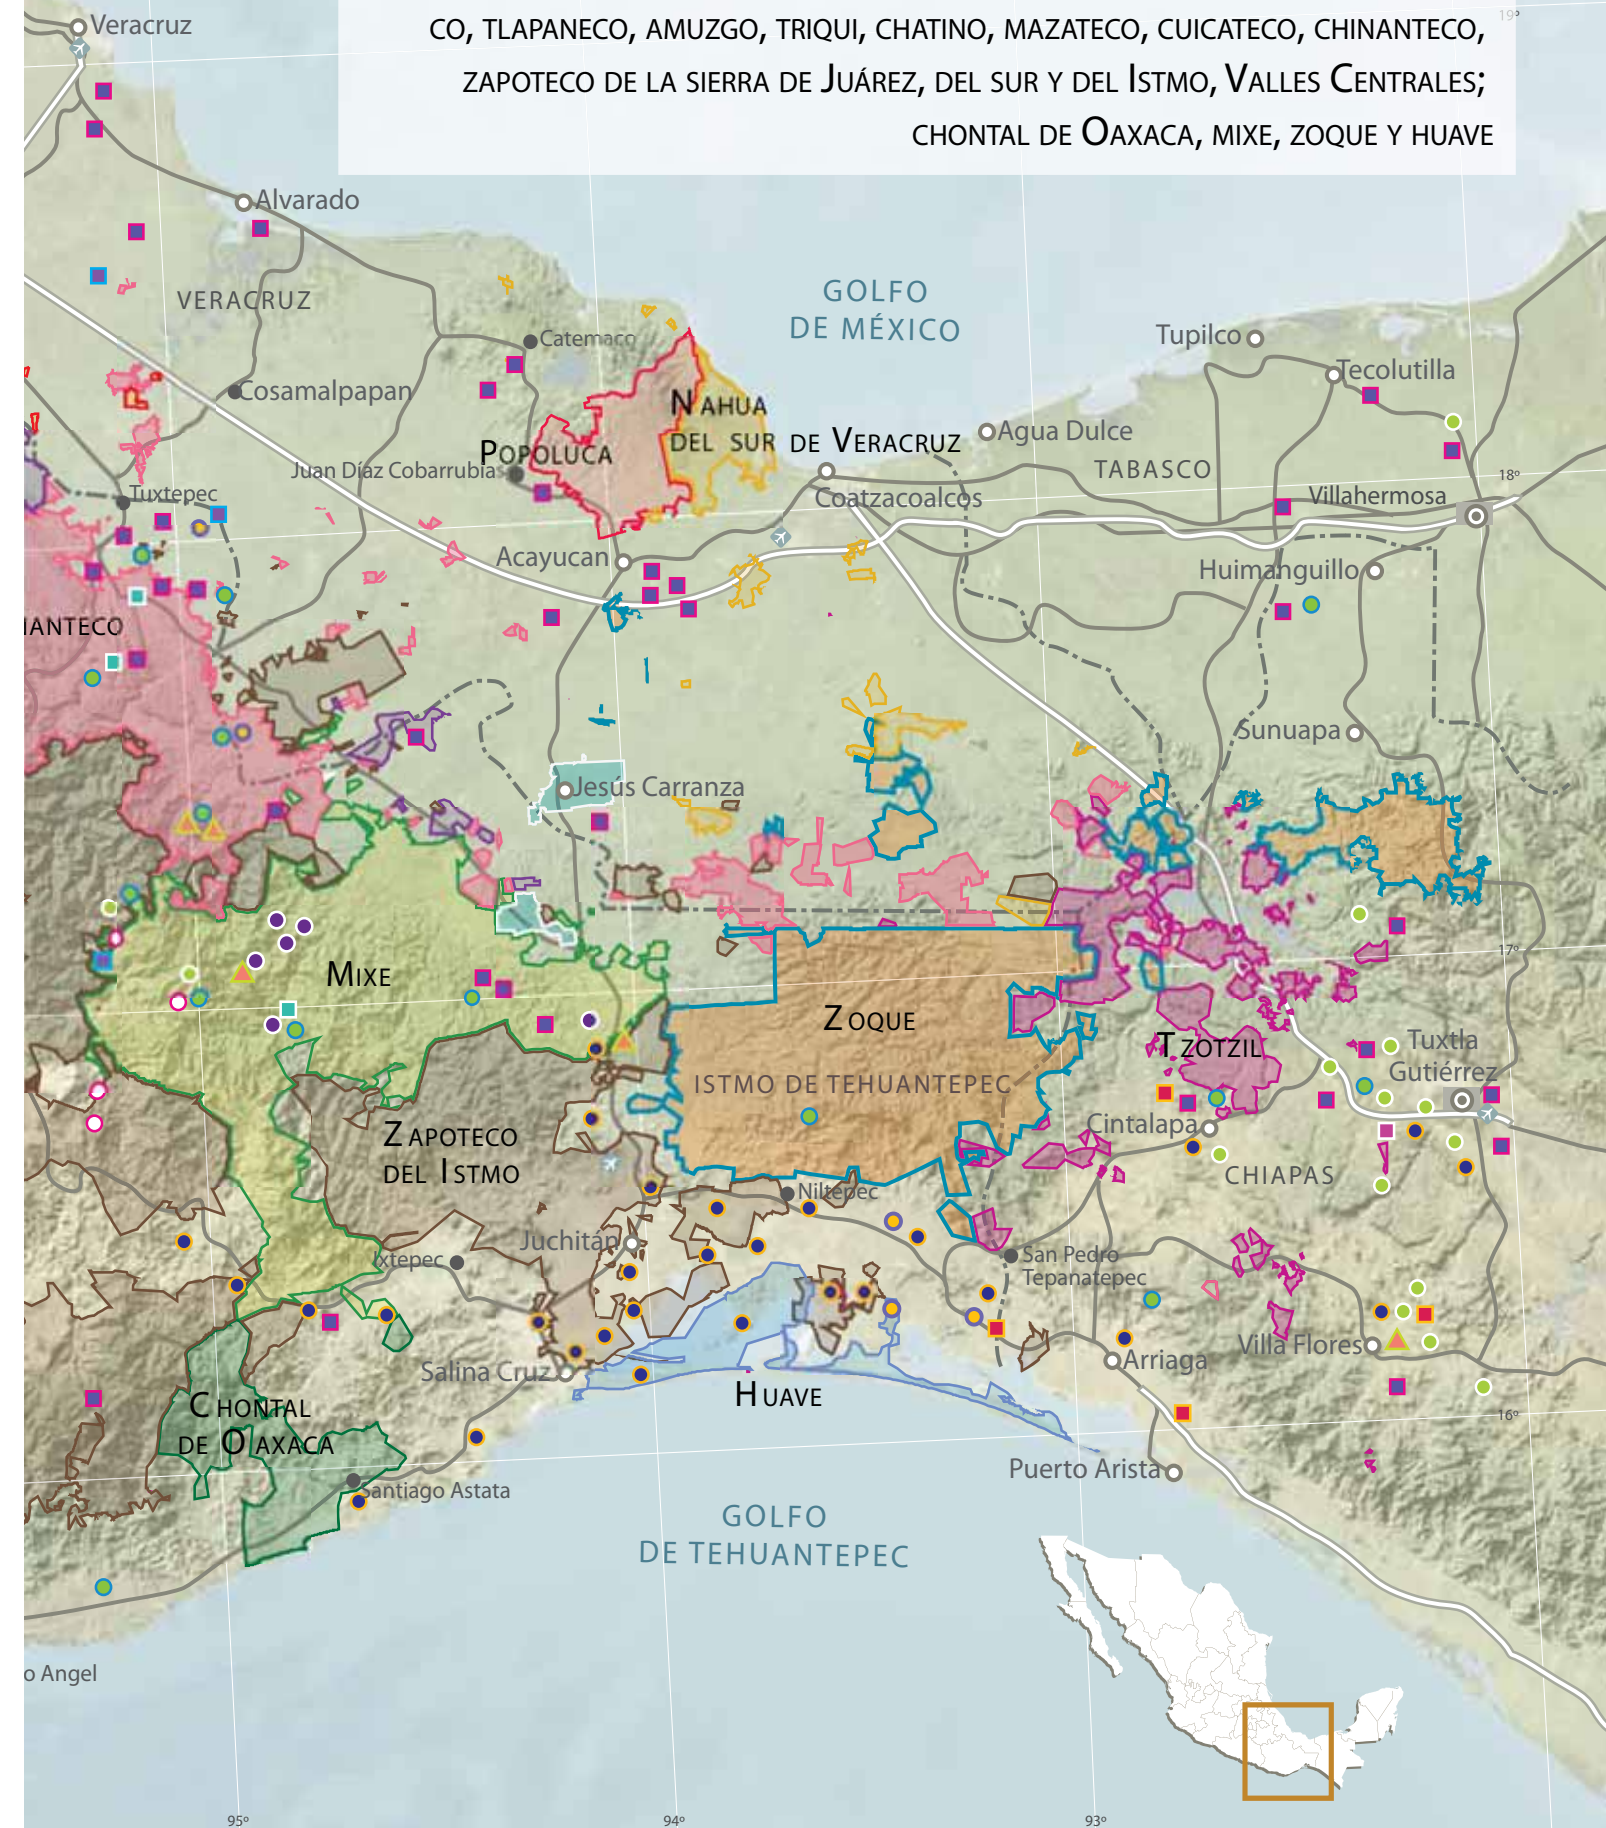 CO, TLAPANECO, AMUZGO, TRIQUI, CHATINO, MAZATECO, CUICATECO, CHINANTECO,
ZAPOTECO DE LA SIERRA DE JUÁREZ, DEL SUR Y DEL ISTMO, VALLES CENTRALES;
CHONTAL DE OAXACA, MIXE, ZOQUE Y HUAVE
19°
Veracruz
Alvarado
VERACRUZ
GOLFO
DE MÉXICO
Catemaco
Tupilco
Tecolutilla
Cosamalpapan
NAHUA
DEL SUR DE VERACRUZ
Agua Dulce
POPOLUCA
Juan Díaz Cobarrubias
TABASCO
18°
Tuxtepec
Coatzacoalcos
Villahermosa
Acayucan
Huimanguillo
IANTECO
Sunuapa
Jesús Carranza
17°
MIXE
ZOQUE
TZOTZIL
Tuxtla
Gutiérrez
ISTMO DE TEHUANTEPEC
Cintalapa
ZAPOTECO
DEL ISTMO
CHIAPAS
Niltepec
Juchitán
Ixtepec
San Pedro
Tepanatepec
Villa Flores
Arriaga
Salina Cruz
HUAVE
CHONTAL
DE OAXACA
16°
Puerto Arista
Santiago Astata
GOLFO
DE TEHUANTEPEC
o Angel
95°
94°
93°